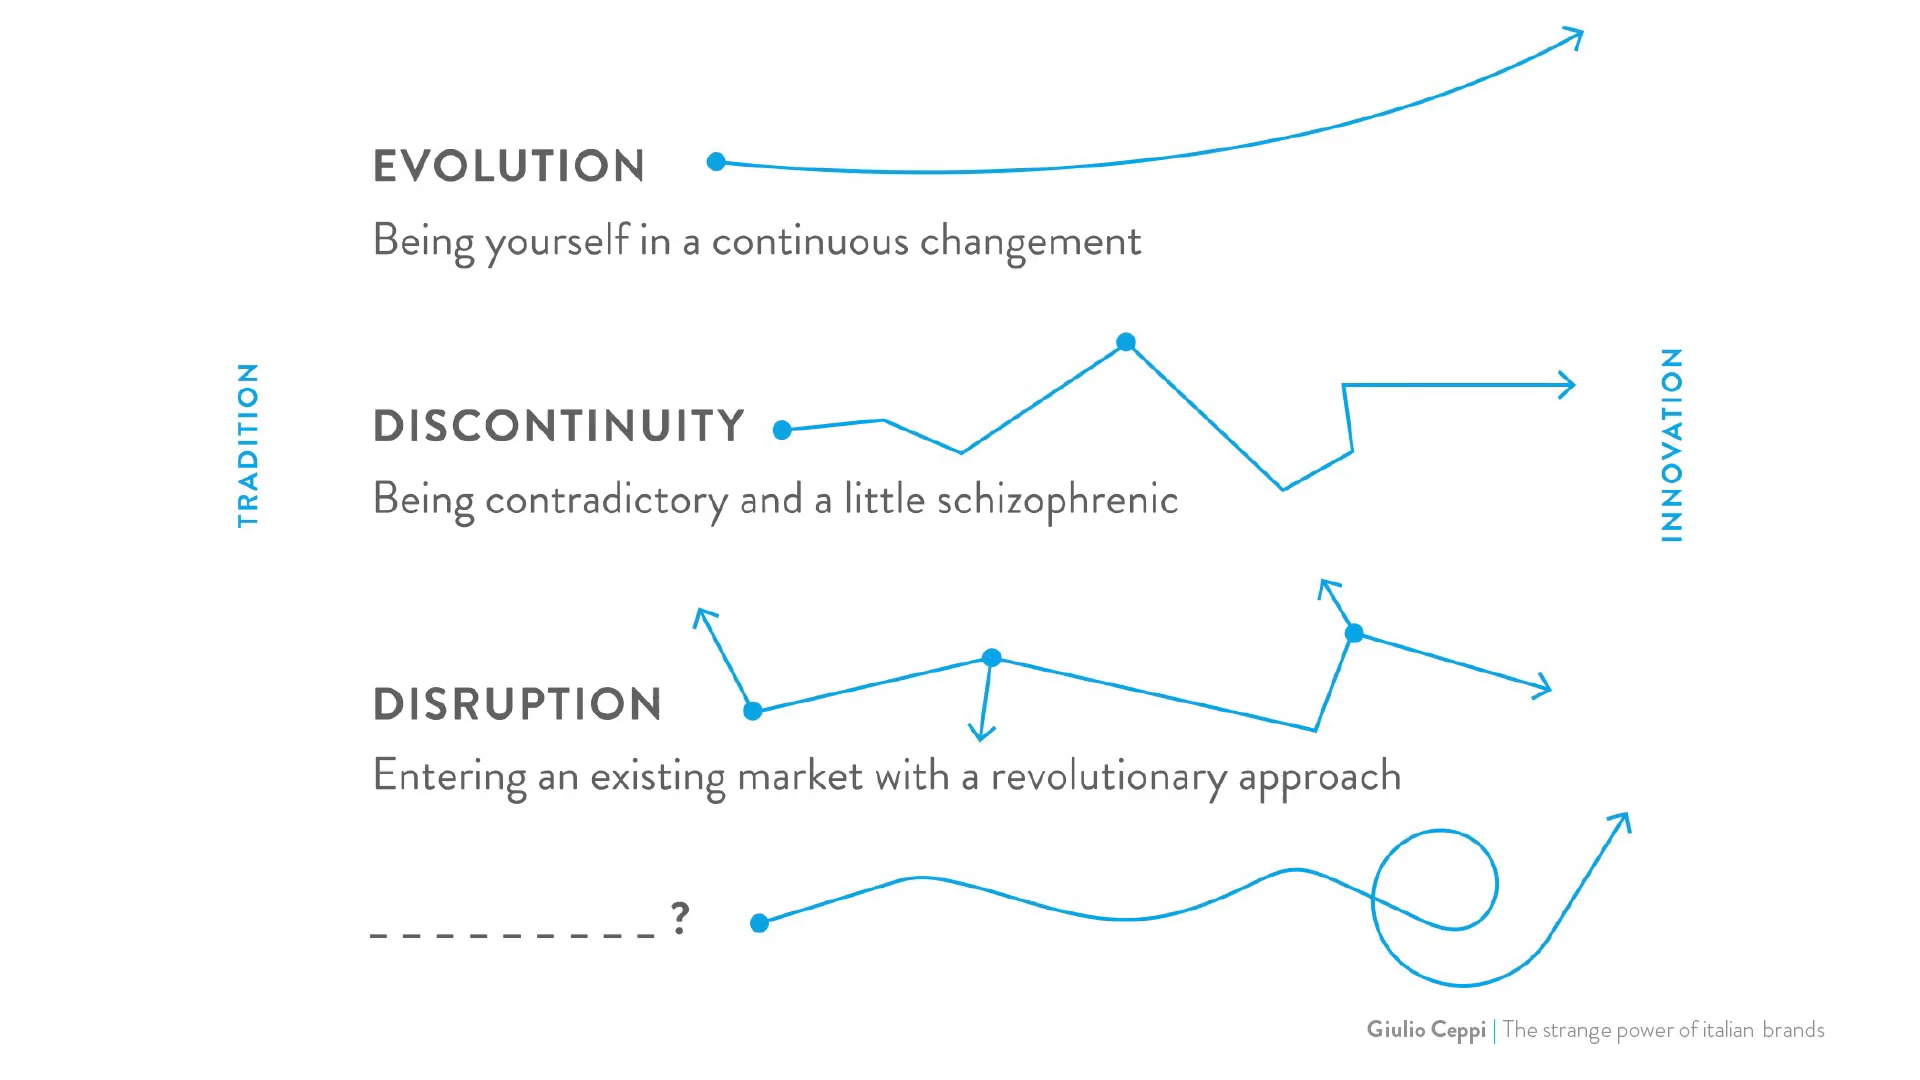 EVOLUTION
Being yourself in a continuous changement
TRADITION
DISCONTINUITY
Being contradictory and a little schizophrenic
INNOVATION
DISRUPTION
Entering an existing market with a revolutionary approach
_ _ _ _ _ _ _ _ _ ?
Giulio Ceppi | The strange power of italian brands